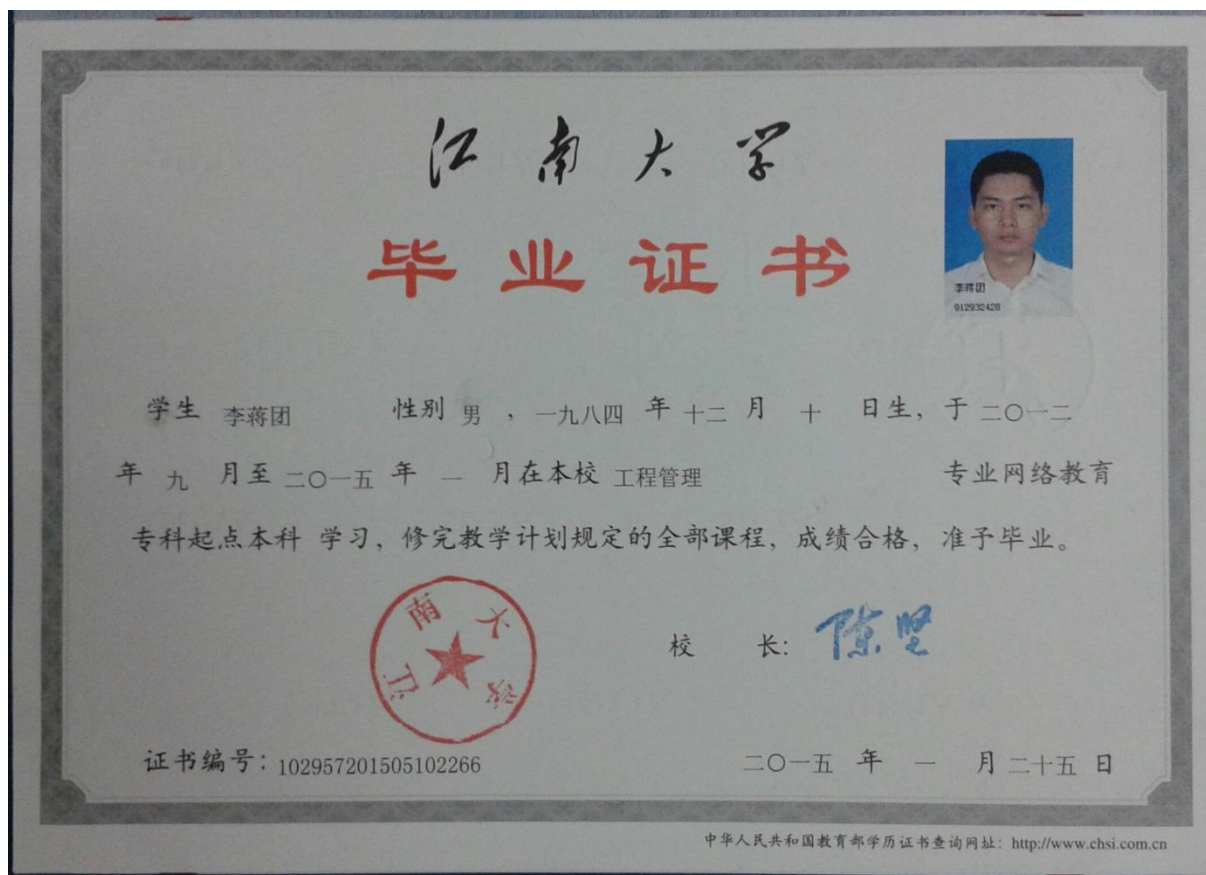 江南大学
毕业证书
李蒋团
912932428
学生 李蒋团 性别 男 ，一九八四 年 十二 月 十 日生，于 二〇一二
年 九 月至 二〇一五 年 一 月在本校 工程管理 专业网络教育
专科起点本科 学习，修完教学计划规定的全部课程，成绩合格，准予毕业。
江南大学
校 长：陈坚
证书编号：102957201505102266 二〇一五 年 一 月 二十五 日
中华人民共和国教育部学历证书查询网址：http://www.chsi.com.cn